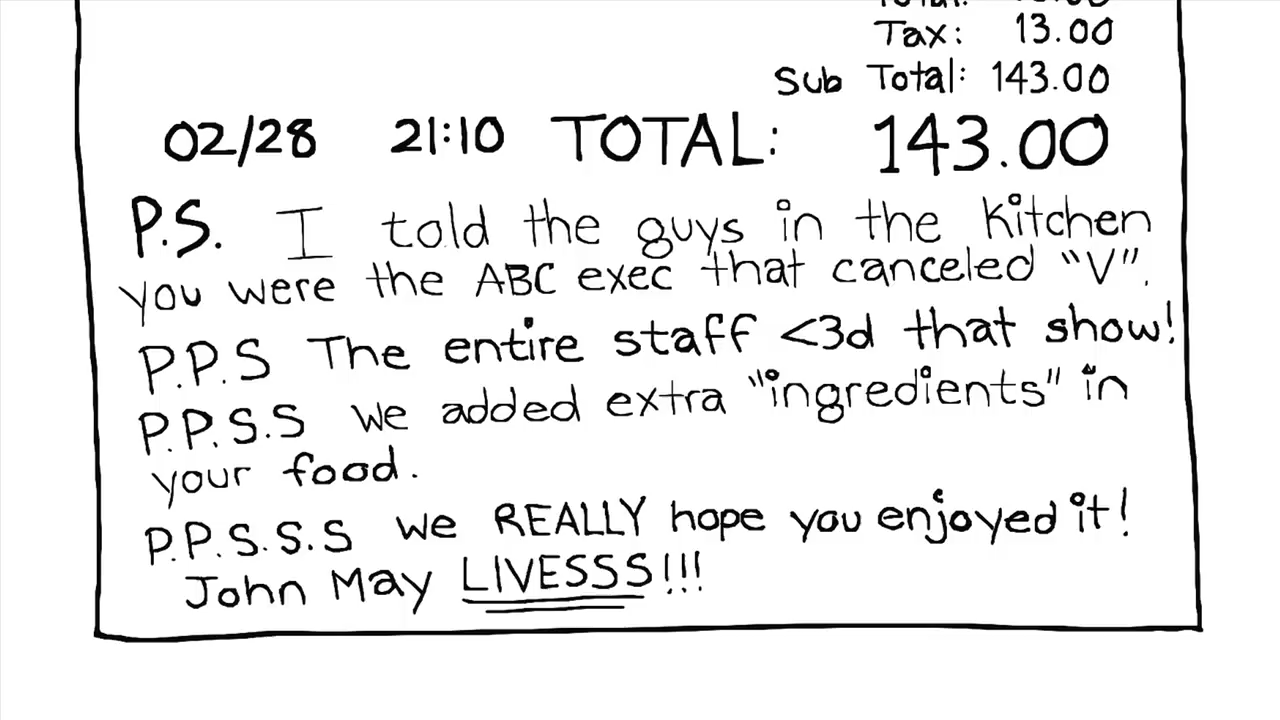 Tax: 13.00
Sub Total: 143.00
02/28 21:10 TOTAL: 143.00
P.S. I told the guys in the kitchen
you were the ABC exec that canceled "V".
P.P.S The entire staff <3d that show!
P.P.S.S we added extra "ingredients" in
your food.
P.P.S.S.S we REALLY hope you enjoyed it!
John May LIVESSS!!!